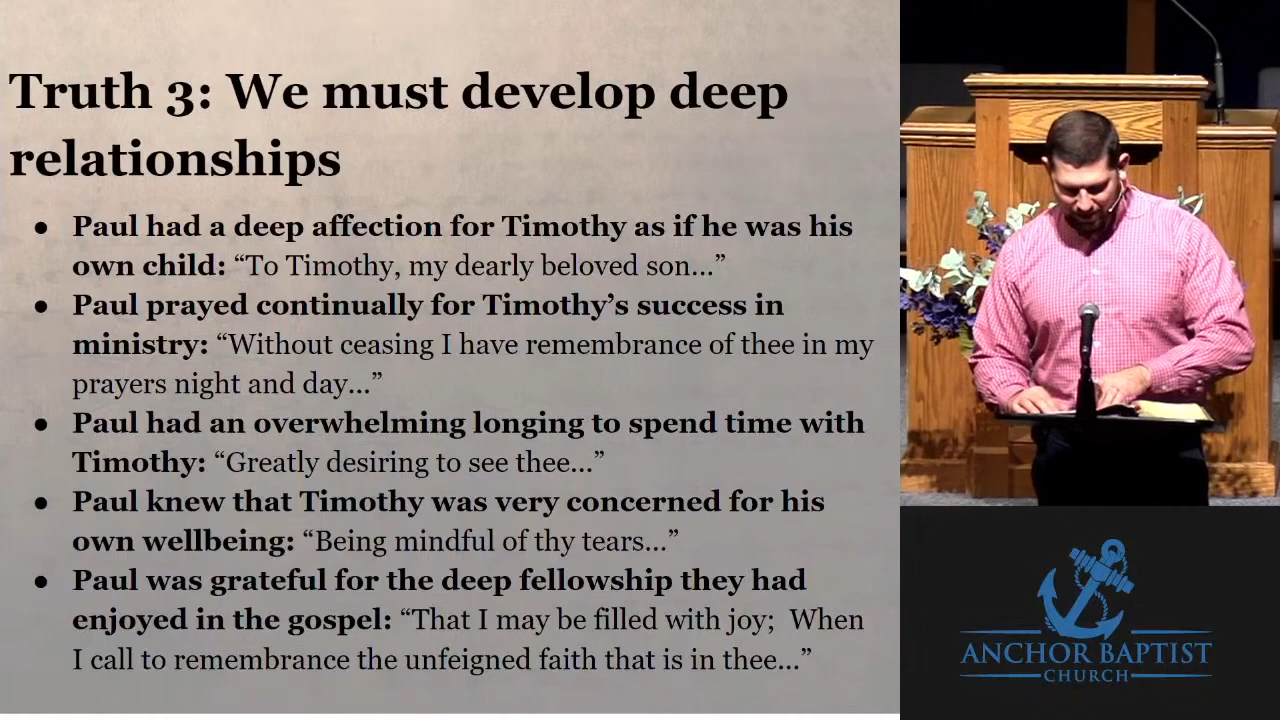 Truth 3: We must develop deep
relationships
● Paul had a deep affection for Timothy as if he was his
own child: “To Timothy, my dearly beloved son...”
● Paul prayed continually for Timothy’s success in
ministry: “Without ceasing I have remembrance of thee in my
prayers night and day...”
● Paul had an overwhelming longing to spend time with
Timothy: “Greatly desiring to see thee...”
● Paul knew that Timothy was very concerned for his
own wellbeing: “Being mindful of thy tears...”
● Paul was grateful for the deep fellowship they had
enjoyed in the gospel: “That I may be filled with joy;  When
I call to remembrance the unfeigned faith that is in thee...”
ANCHOR BAPTIST
CHURCH